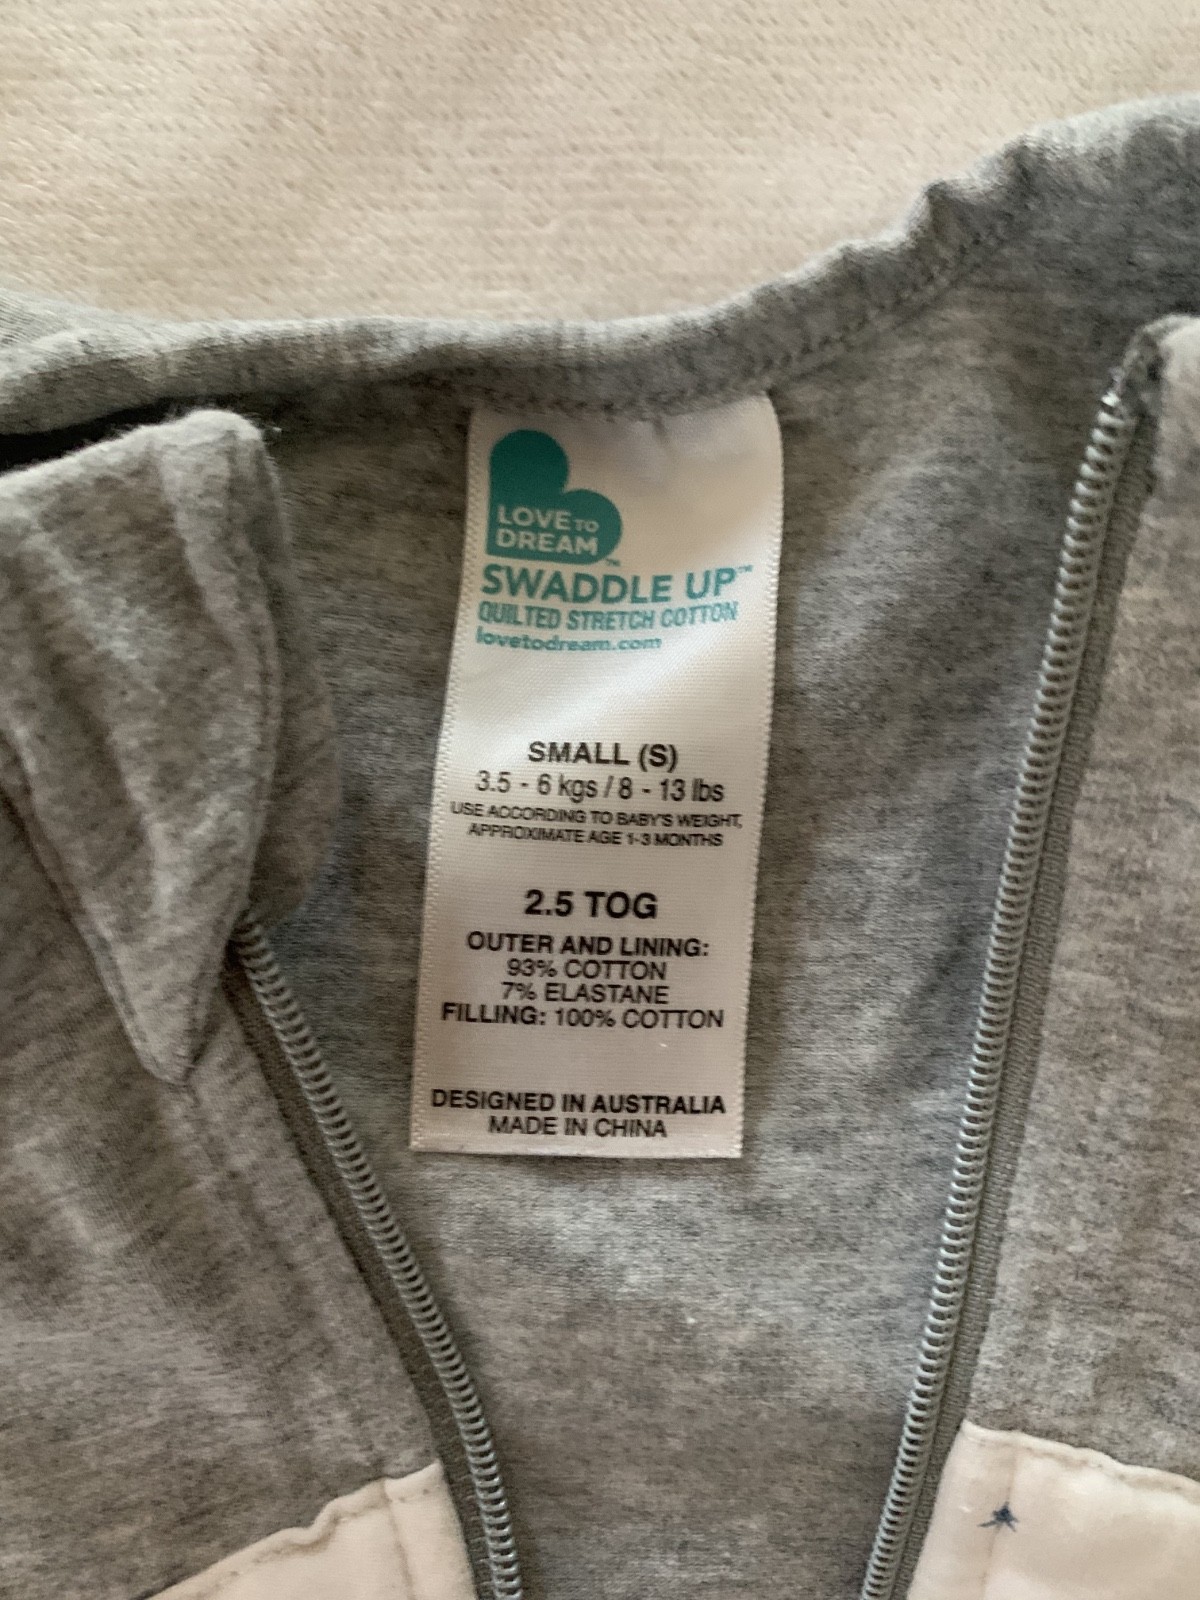 LOVE TO
DREAM™
SWADDLE UP™
QUILTED STRETCH COTTON
lovetodream.com
SMALL (S)
3.5 - 6 kgs / 8 - 13 lbs
USE ACCORDING TO BABY'S WEIGHT,
APPROXIMATE AGE 1-3 MONTHS
2.5 TOG
OUTER AND LINING:
93% COTTON
7% ELASTANE
FILLING: 100% COTTON
DESIGNED IN AUSTRALIA
MADE IN CHINA